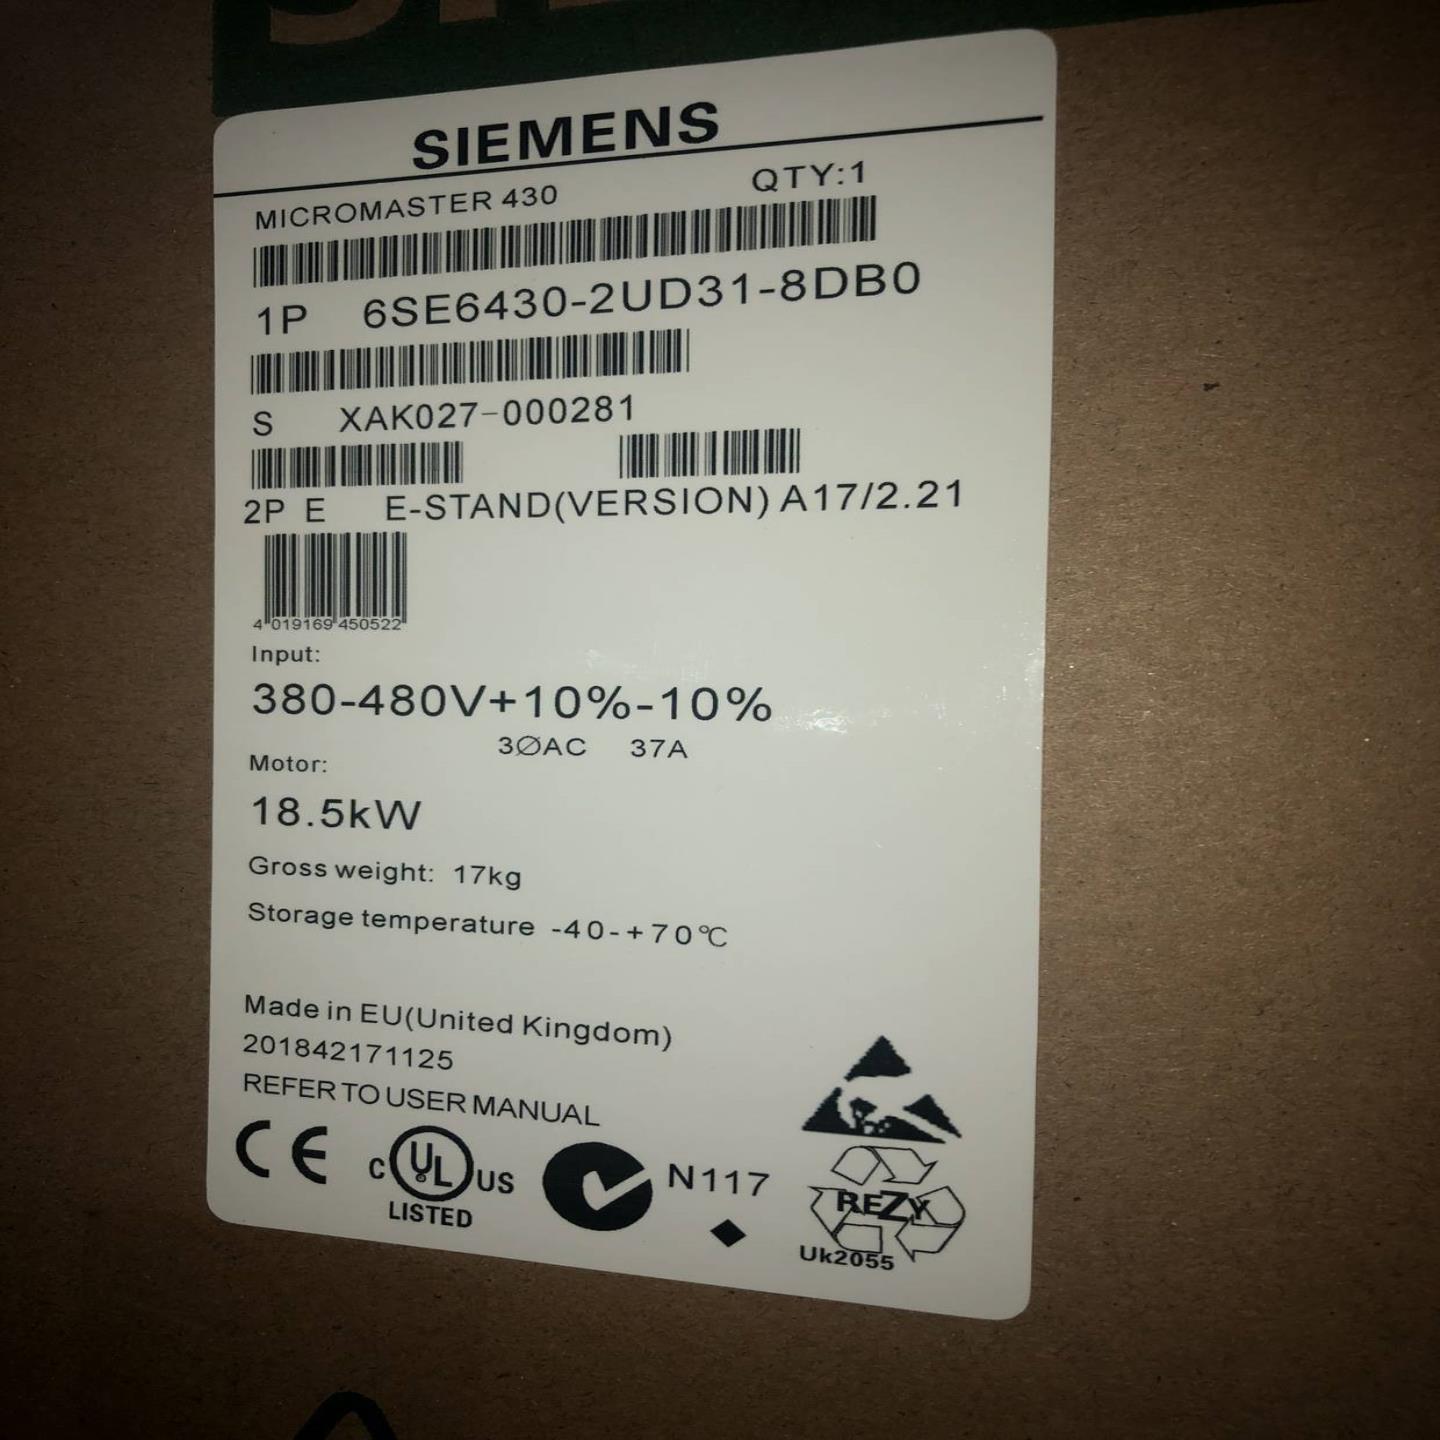 SIEMENS
MICROMASTER 430 QTY:1
1P 6SE6430-2UD31-8DB0
S XAK027-000281
2P E E-STAND(VERSION) A17/2.21
4 019169 450522
Input:
380-480V+10%-10%
3∅AC 37A
Motor:
18.5kW
Gross weight: 17kg
Storage temperature -40-+70℃
Made in EU(United Kingdom)
201842171125
REFER TO USER MANUAL
CE C UL US LISTED N117
REZY
Uk2055